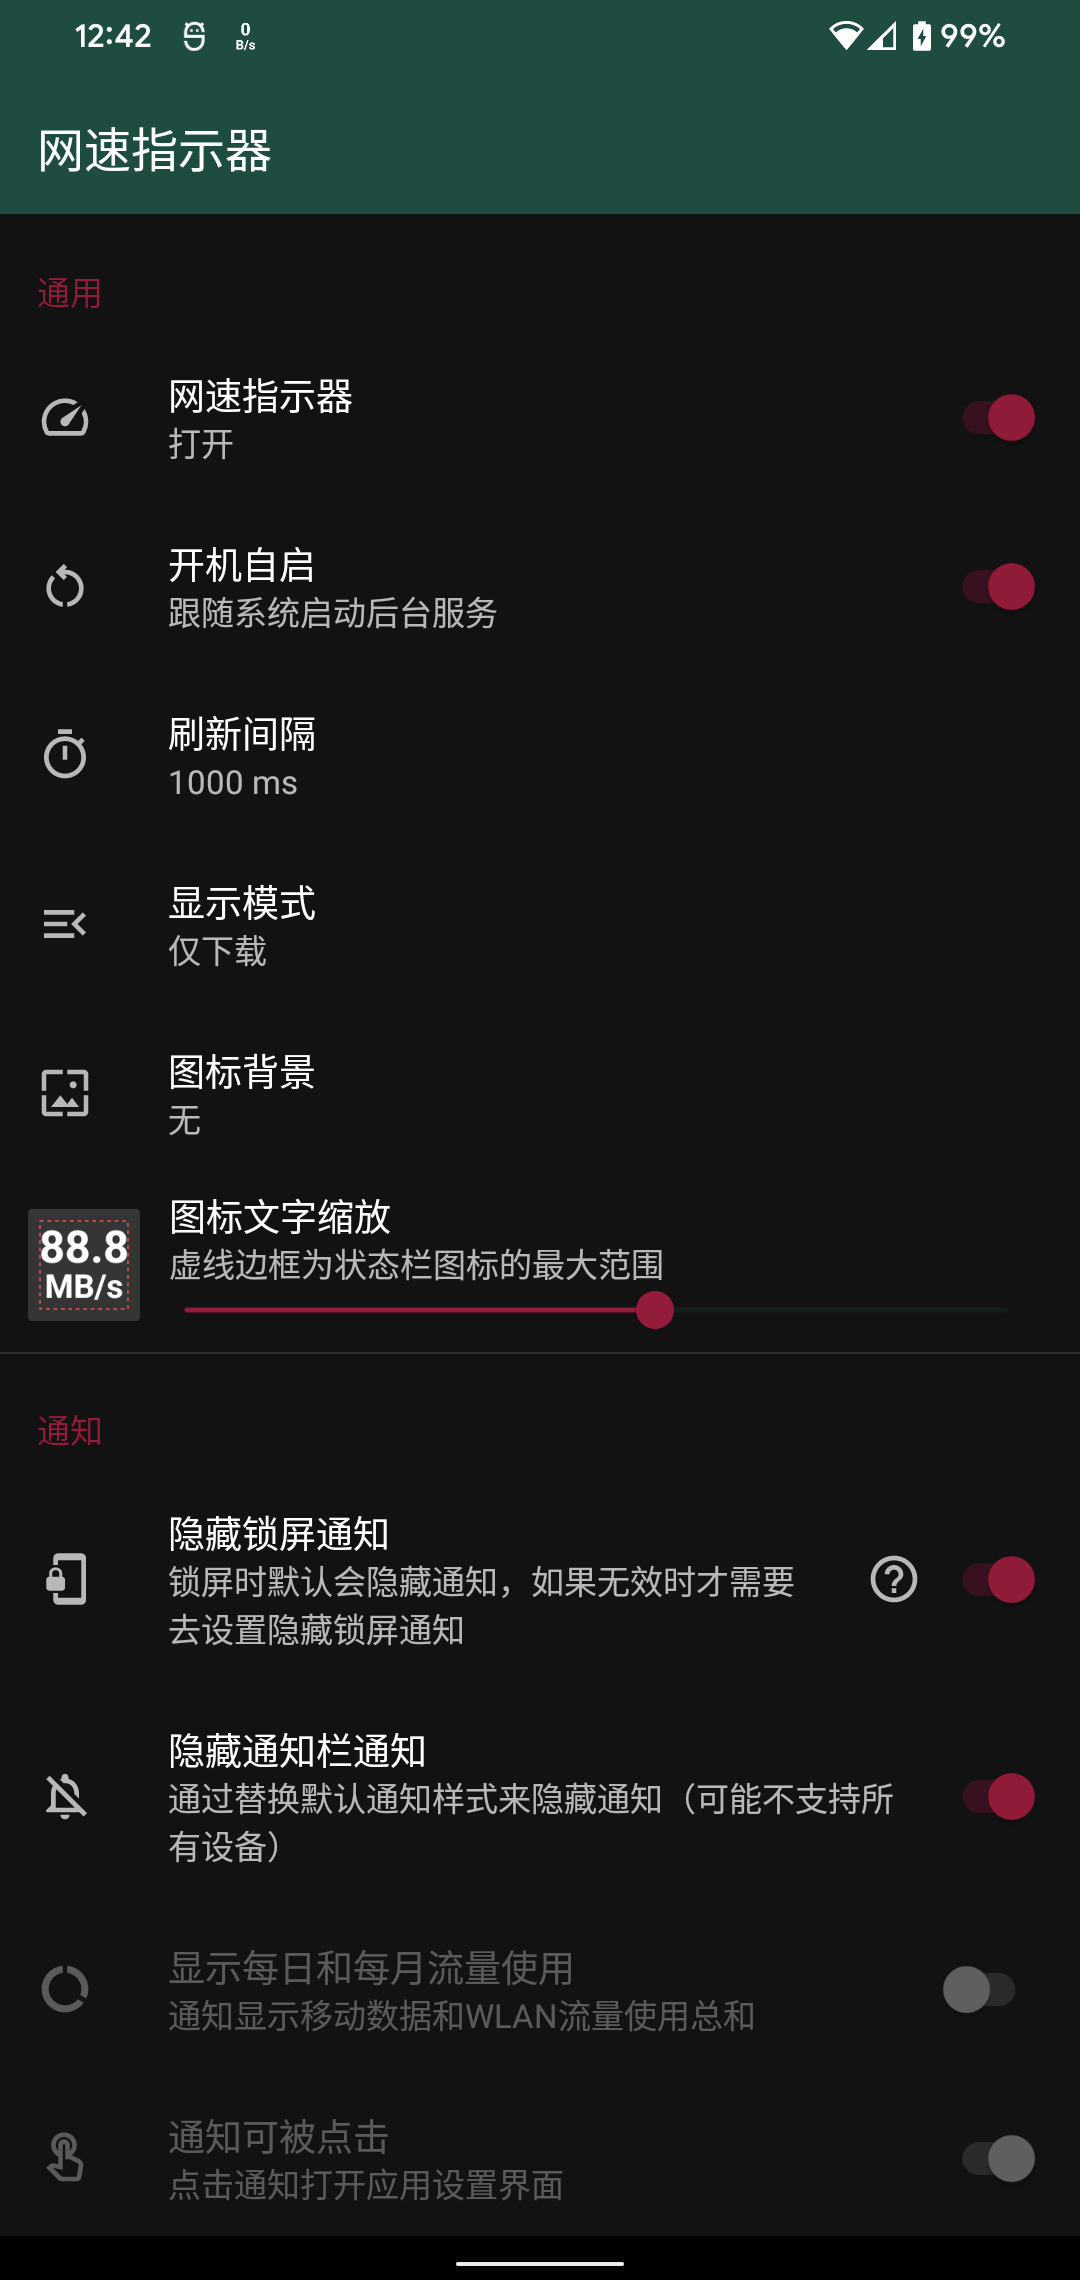 12:42
0
B/s
99%
网速指示器
通用
网速指示器
打开
开机自启
跟随系统启动后台服务
刷新间隔
1000 ms
显示模式
仅下载
图标背景
无
88.8
MB/s
图标文字缩放
虚线边框为状态栏图标的最大范围
通知
隐藏锁屏通知
锁屏时默认会隐藏通知，如果无效时才需要
去设置隐藏锁屏通知
隐藏通知栏通知
通过替换默认通知样式来隐藏通知（可能不支持所
有设备）
显示每日和每月流量使用
通知显示移动数据和WLAN流量使用总和
通知可被点击
点击通知打开应用设置界面